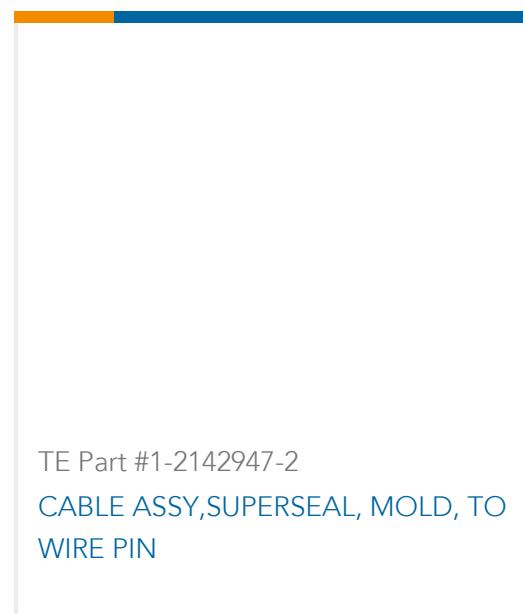 TE Part #1-2142947-2
CABLE ASSY,SUPERSEAL, MOLD, TO
WIRE PIN